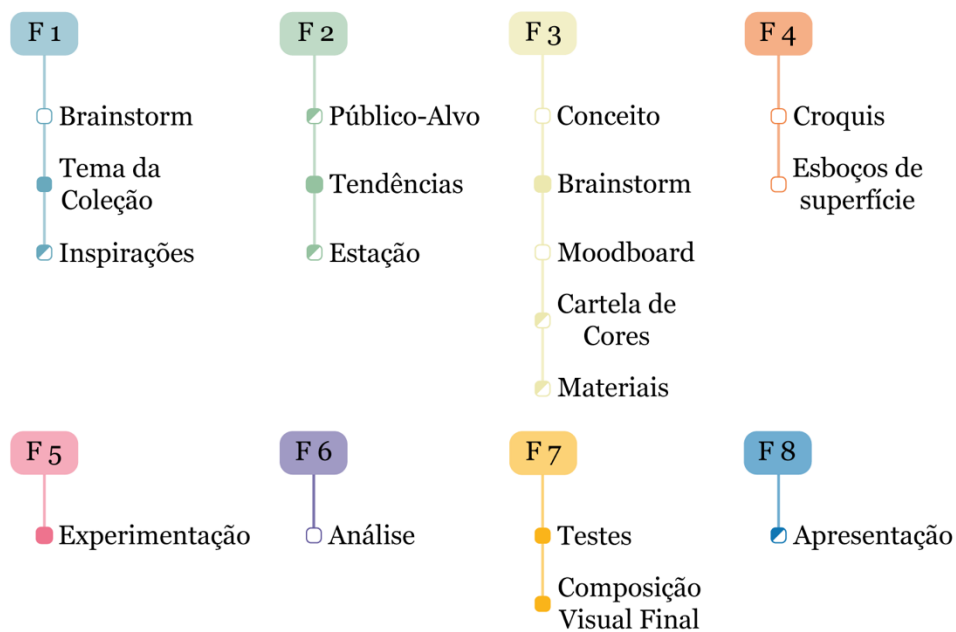 F 1
Brainstorm
Tema da
Coleção
Inspirações
F 2
Público-Alvo
Tendências
Estação
F 3
Conceito
Brainstorm
Moodboard
Cartela de
Cores
Materiais
F 4
Croquis
Esboços de
superfície
F 5
Experimentação
F 6
Análise
F 7
Testes
Composição
Visual Final
F 8
Apresentação